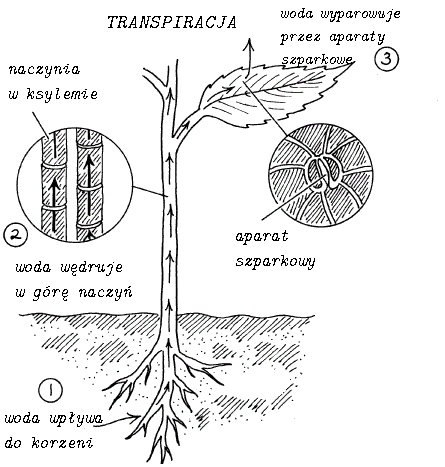 TRANSPIRACJA
woda wyparowuje
przez aparaty
szparkowe
3
naczynia
w ksylemie
2
woda wędruje
w górę naczyń
aparat
szparkowy
1
woda wpływa
do korzeni